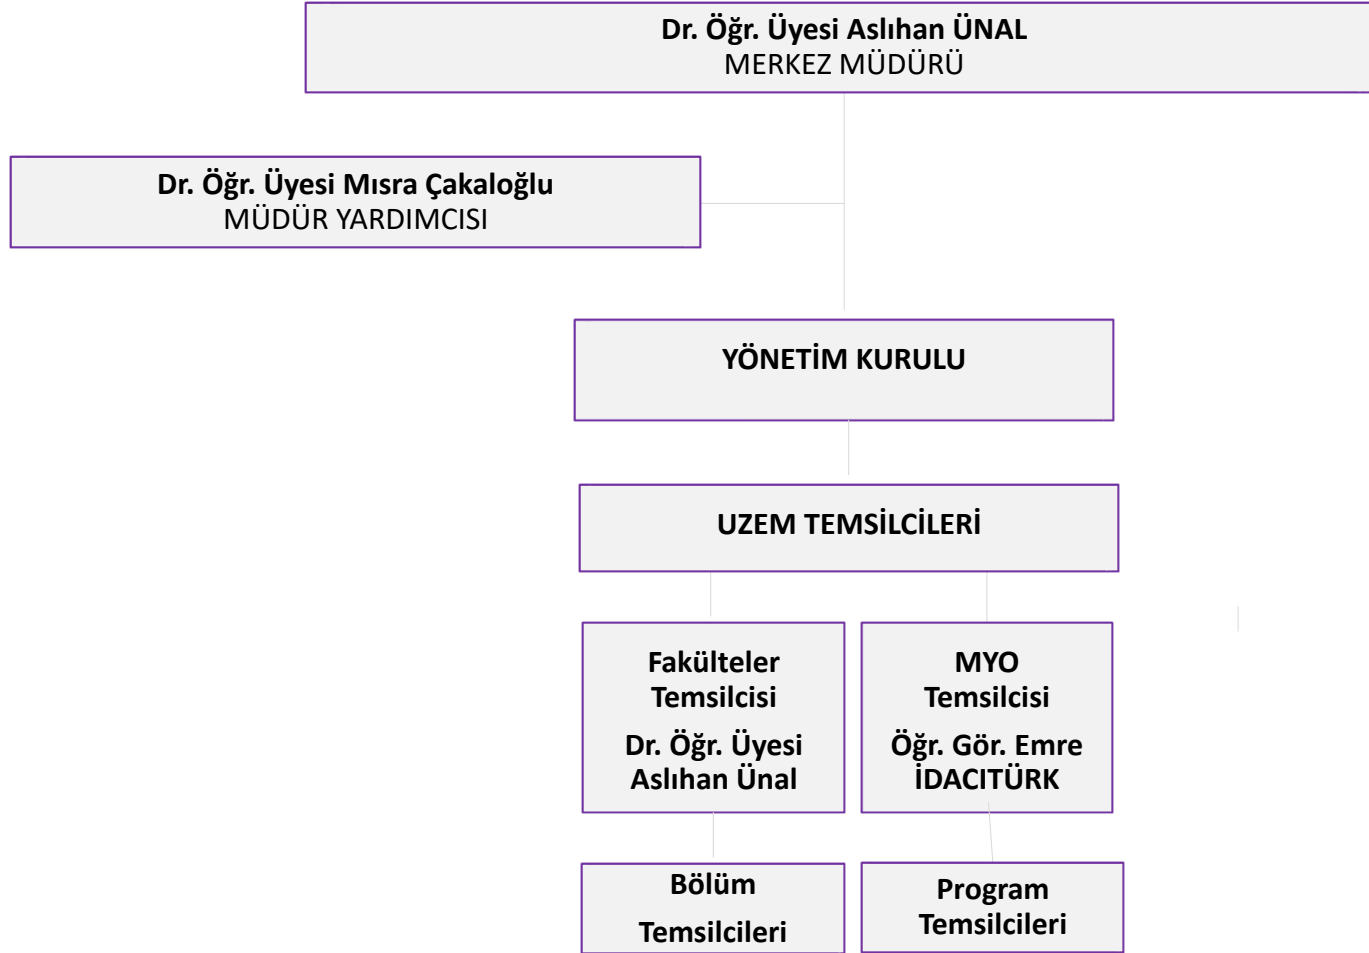 Dr. Öğr. Üyesi Aslıhan ÜNAL
MERKEZ MÜDÜRÜ
Dr. Öğr. Üyesi Mısra Çakaloğlu
MÜDÜR YARDIMCISI
YÖNETİM KURULU
UZEM TEMSİLCİLERİ
Fakülteler
Temsilcisi
Dr. Öğr. Üyesi
Aslıhan Ünal
MYO
Temsilcisi
Öğr. Gör. Emre
İDACITÜRK
Bölüm
Temsilcileri
Program
Temsilcileri